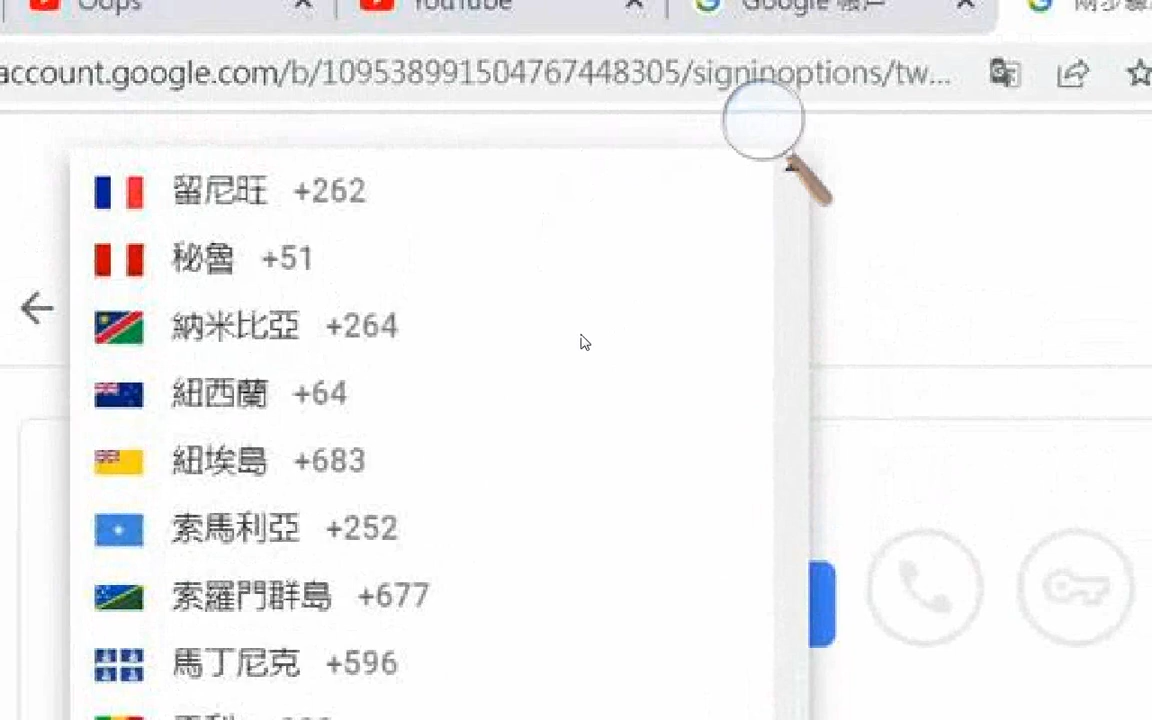 Oops YouTube Google 帳戶
account.google.com/b/109538991504767448305/signinoptions/tw...
留尼旺 +262
秘魯 +51
納米比亞 +264
紐西蘭 +64
紐埃島 +683
索馬利亞 +252
索羅門群島 +677
馬丁尼克 +596